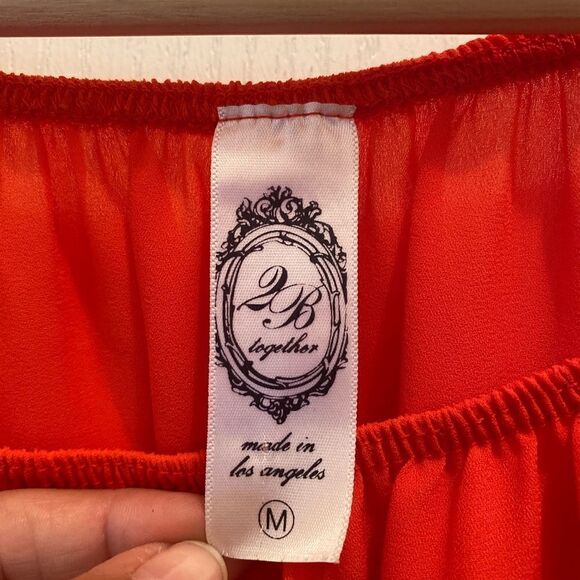 2B
together
made in
los angeles
M